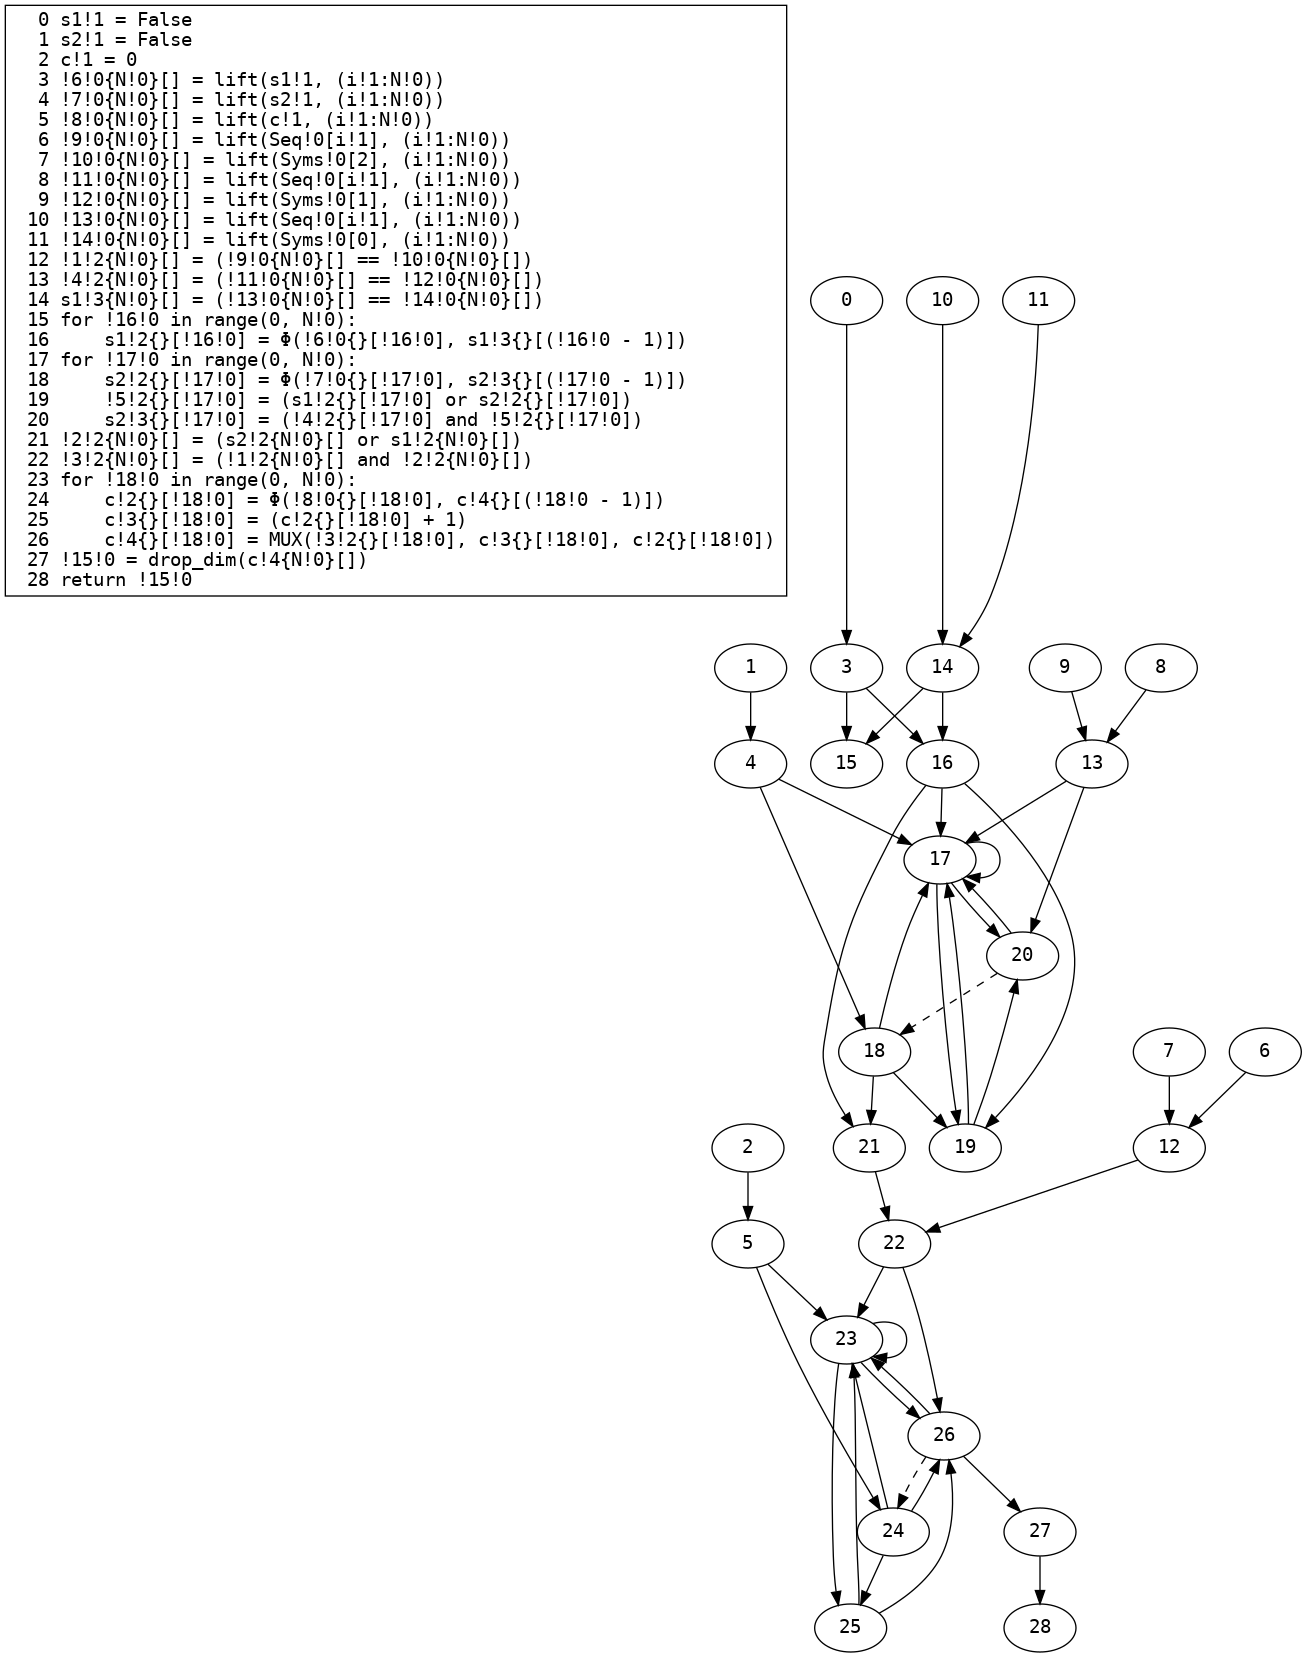 0 s1!1 = False
1 s2!1 = False
2 c!1 = 0
3 !6!0{N!0}[] = lift(s1!1, (i!1:N!0))
4 !7!0{N!0}[] = lift(s2!1, (i!1:N!0))
5 !8!0{N!0}[] = lift(c!1, (i!1:N!0))
6 !9!0{N!0}[] = lift(Seq!0[i!1], (i!1:N!0))
7 !10!0{N!0}[] = lift(Syms!0[2], (i!1:N!0))
8 !11!0{N!0}[] = lift(Seq!0[i!1], (i!1:N!0))
9 !12!0{N!0}[] = lift(Syms!0[1], (i!1:N!0))
10 !13!0{N!0}[] = lift(Seq!0[i!1], (i!1:N!0))
11 !14!0{N!0}[] = lift(Syms!0[0], (i!1:N!0))
12 !1!2{N!0}[] = (!9!0{N!0}[] == !10!0{N!0}[])
13 !4!2{N!0}[] = (!11!0{N!0}[] == !12!0{N!0}[])
14 s1!3{N!0}[] = (!13!0{N!0}[] == !14!0{N!0}[])
15 for !16!0 in range(0, N!0):
16     s1!2{}[!16!0] = Φ(!6!0{}[!16!0], s1!3{}[(!16!0 - 1)])
17 for !17!0 in range(0, N!0):
18     s2!2{}[!17!0] = Φ(!7!0{}[!17!0], s2!3{}[(!17!0 - 1)])
19     !5!2{}[!17!0] = (s1!2{}[!17!0] or s2!2{}[!17!0])
20     s2!3{}[!17!0] = (!4!2{}[!17!0] and !5!2{}[!17!0])
21 !2!2{N!0}[] = (s2!2{N!0}[] or s1!2{N!0}[])
22 !3!2{N!0}[] = (!1!2{N!0}[] and !2!2{N!0}[])
23 for !18!0 in range(0, N!0):
24     c!2{}[!18!0] = Φ(!8!0{}[!18!0], c!4{}[(!18!0 - 1)])
25     c!3{}[!18!0] = (c!2{}[!18!0] + 1)
26     c!4{}[!18!0] = MUX(!3!2{}[!18!0], c!3{}[!18!0], c!2{}[!18!0])
27 !15!0 = drop_dim(c!4{N!0}[])
28 return !15!0
0 10 11
1 3 14 9 8
4 15 16 13
17
20
18 7 6
2 21 19 12
5 22
23
26
24 27
25 28